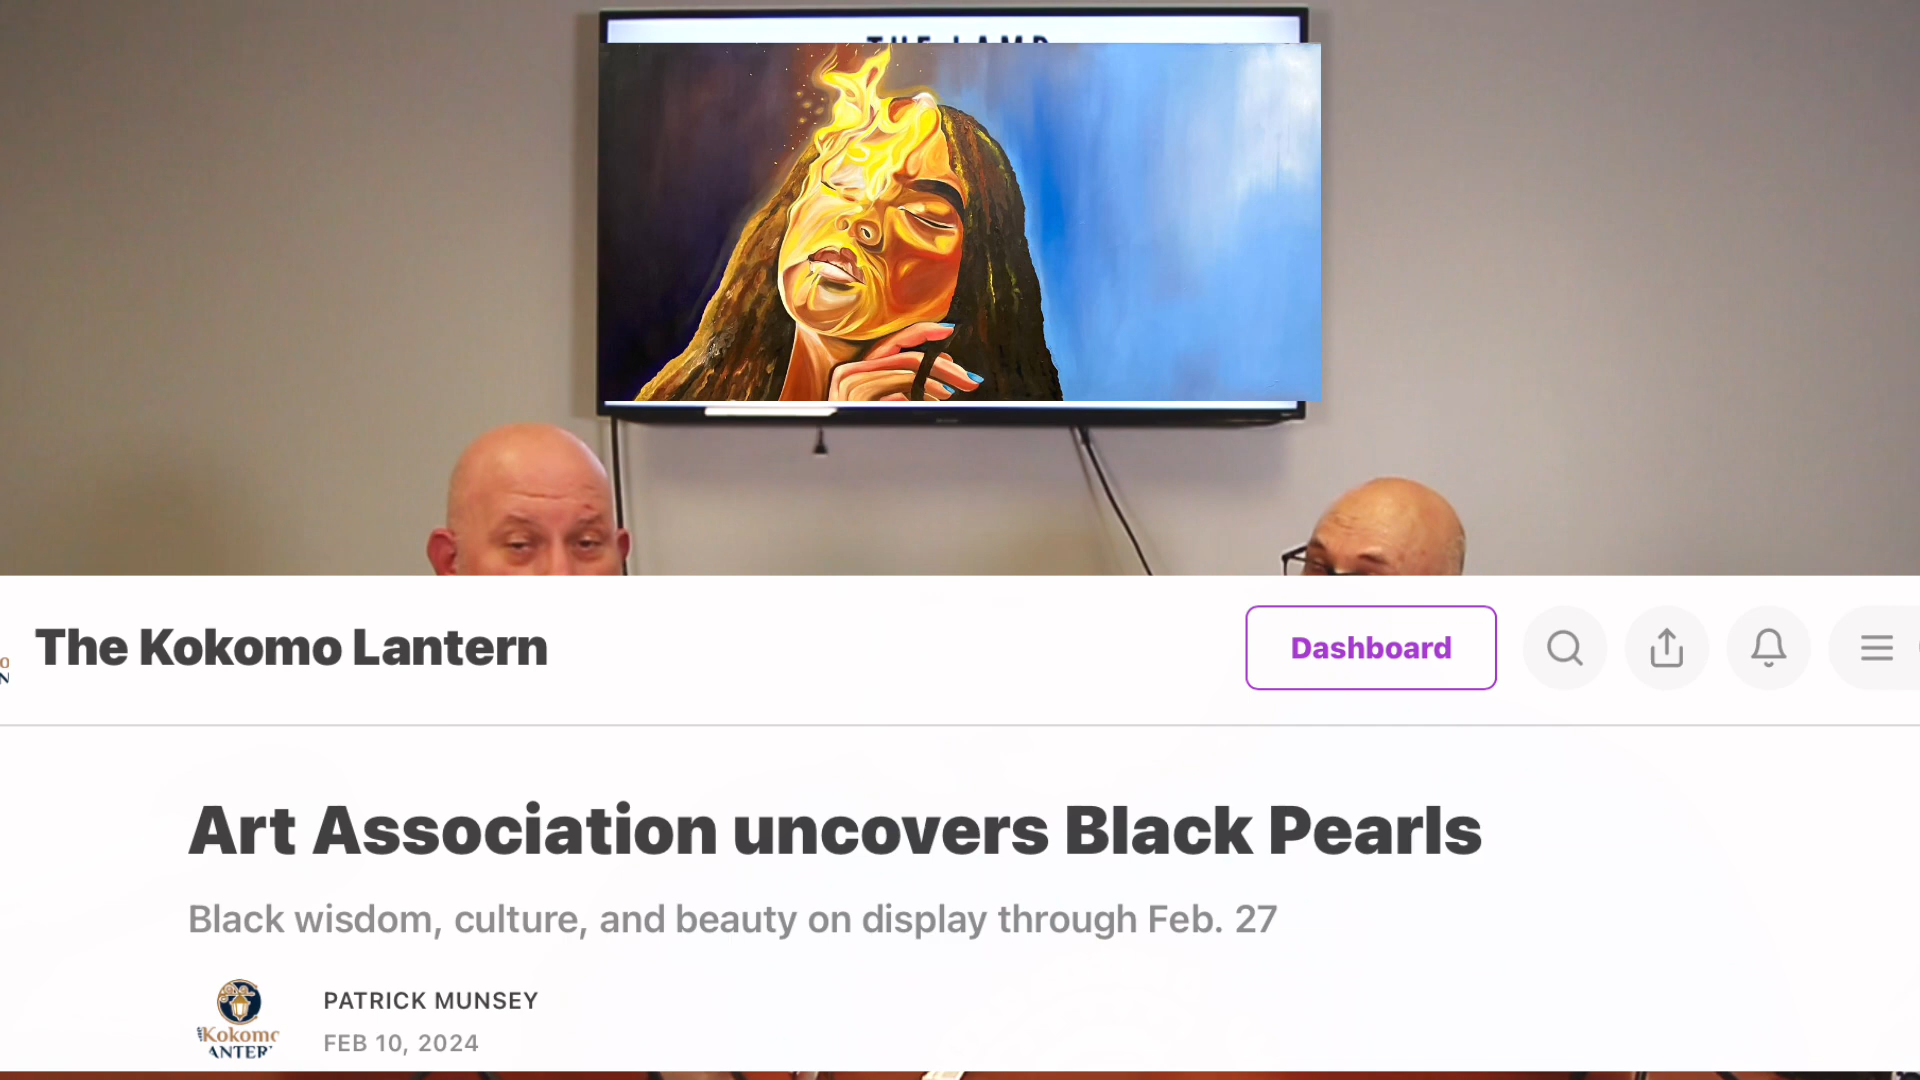 The Kokomo Lantern
Dashboard
Art Association uncovers Black Pearls
Black wisdom, culture, and beauty on display through Feb. 27
PATRICK MUNSEY
FEB 10, 2024